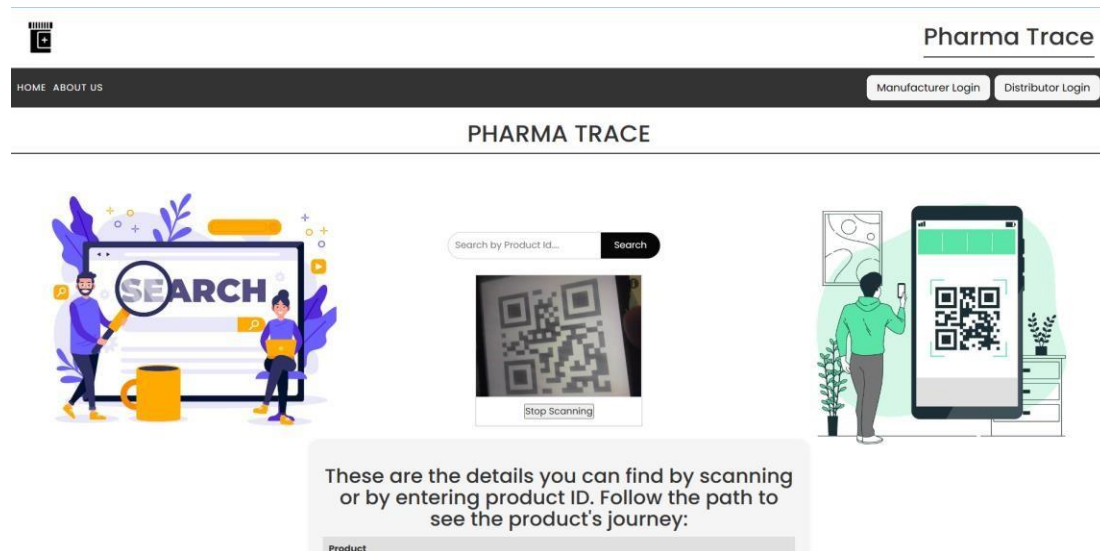 Pharma Trace
HOME ABOUT US
Manufacturer Login
Distributor Login
PHARMA TRACE
SEARCH
Search by Product Id....
Search
Stop Scanning
These are the details you can find by scanning
or by entering product ID. Follow the path to
see the product's journey:
Product